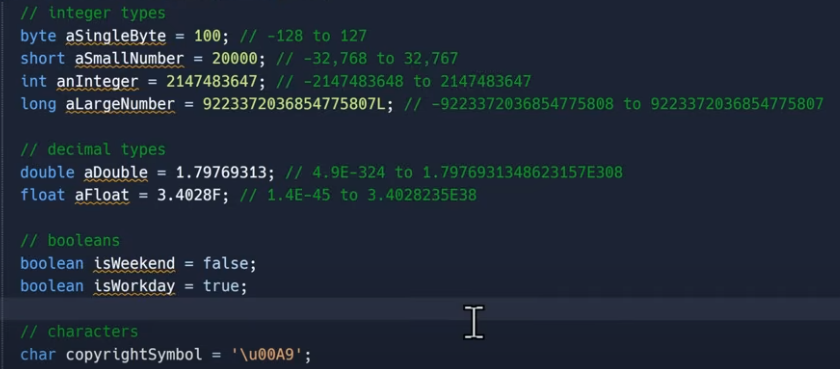 // integer types
byte aSingleByte = 100; // -128 to 127
short aSmallNumber = 20000; // -32,768 to 32,767
int anInteger = 2147483647; // -2147483648 to 2147483647
long aLargeNumber = 9223372036854775807L; // -9223372036854775808 to 9223372036854775807
// decimal types
double aDouble = 1.79769313; // 4.9E-324 to 1.7976931348623157E308
float aFloat = 3.4028F; // 1.4E-45 to 3.4028235E38
// booleans
boolean isWeekend = false;
boolean isWorkday = true;
// characters
char copyrightSymbol = '\u00A9';